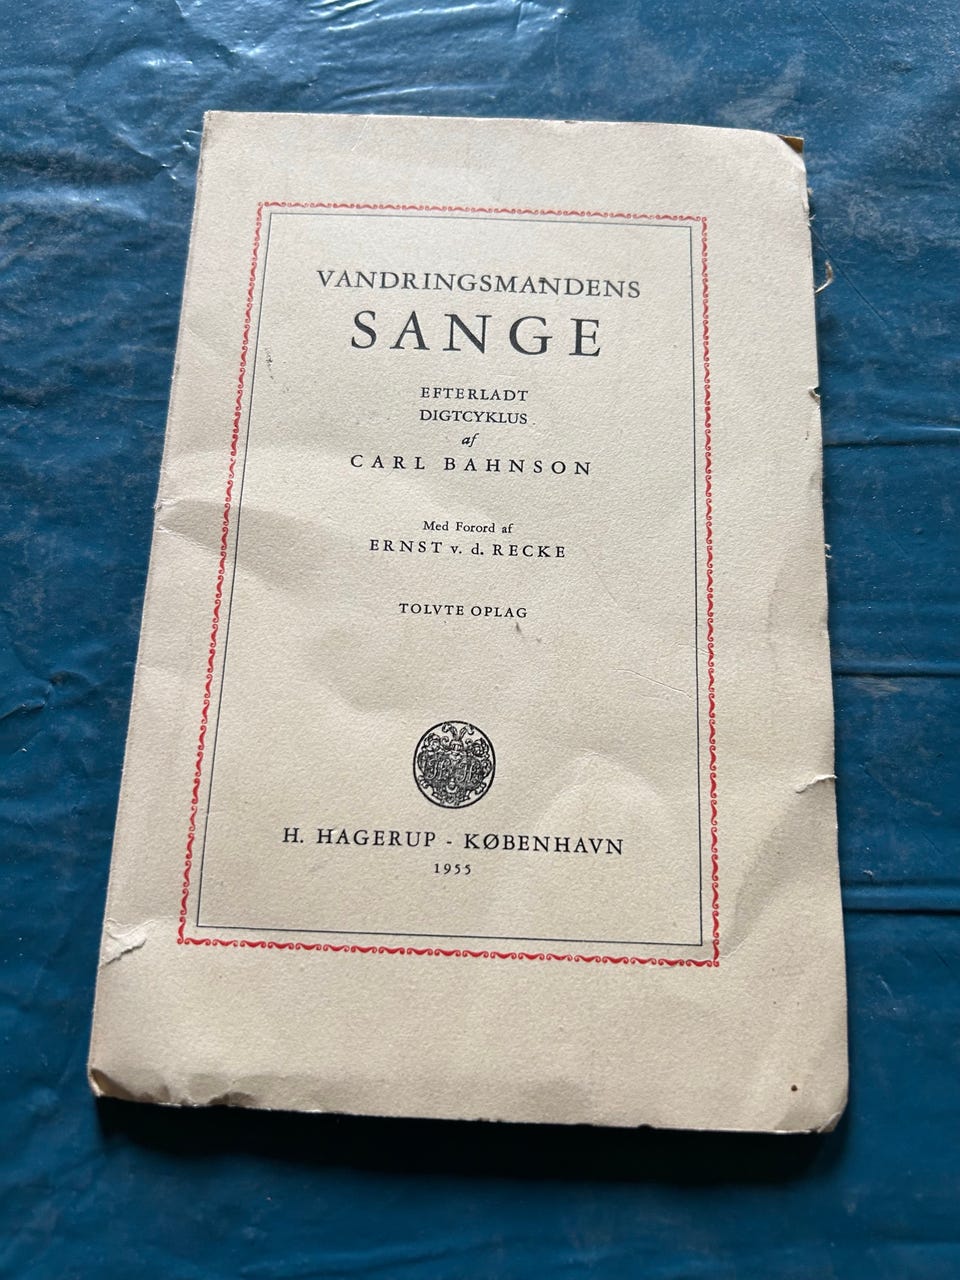 VANDRINGSMANDENS
SANGE
EFTERLADT
DIGTCYKLUS
af
CARL BAHNSON
Med Forord af
ERNST v. d. RECKE
TOLVTE OPLAG
H. HAGERUP - KØBENHAVN
1955